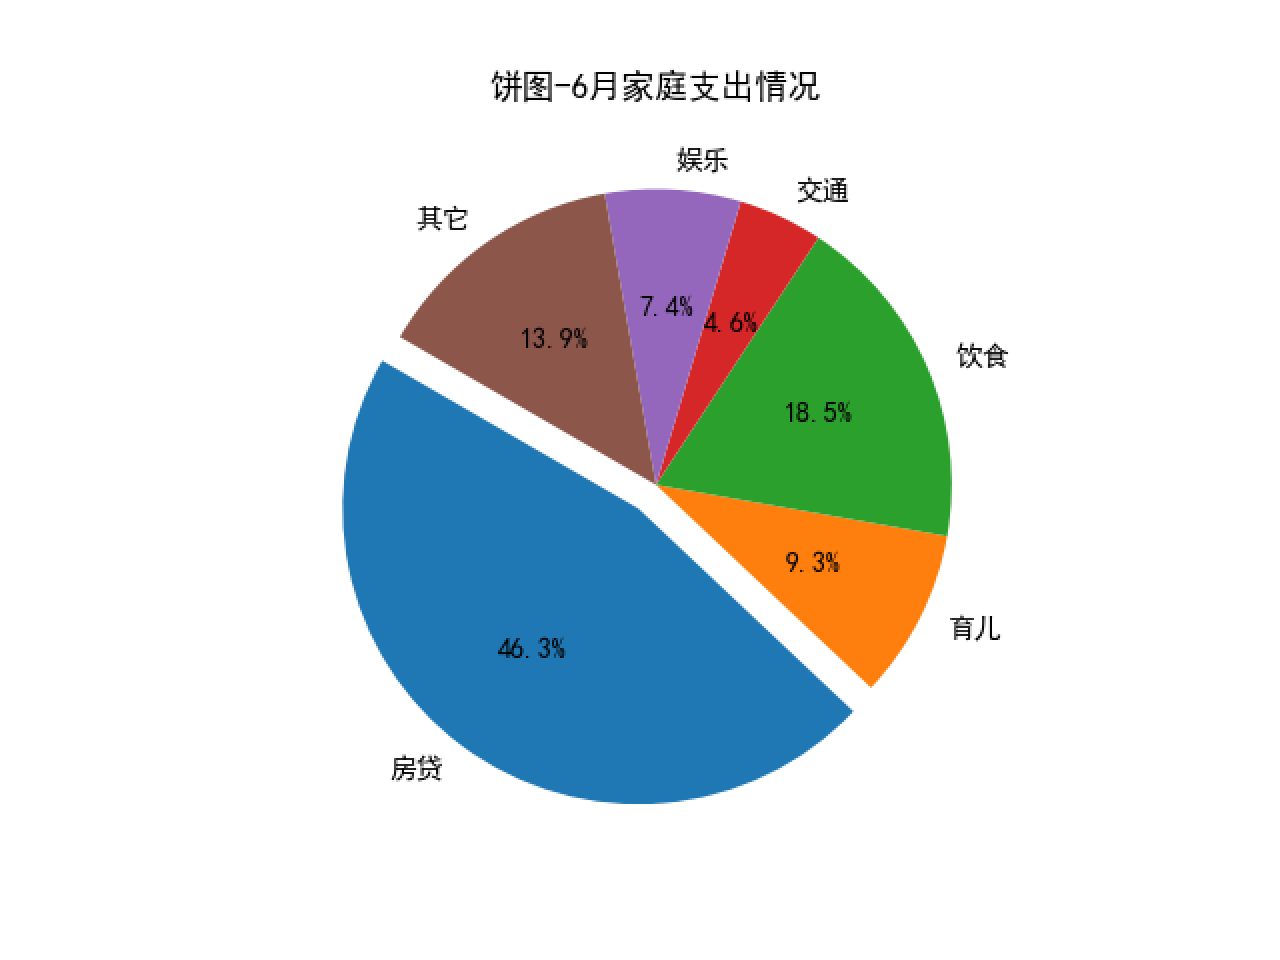 饼图-6月家庭支出情况
娱乐
交通
其它
7.4%
4.6%
13.9%
饮食
18.5%
9.3%
育儿
46.3%
房贷